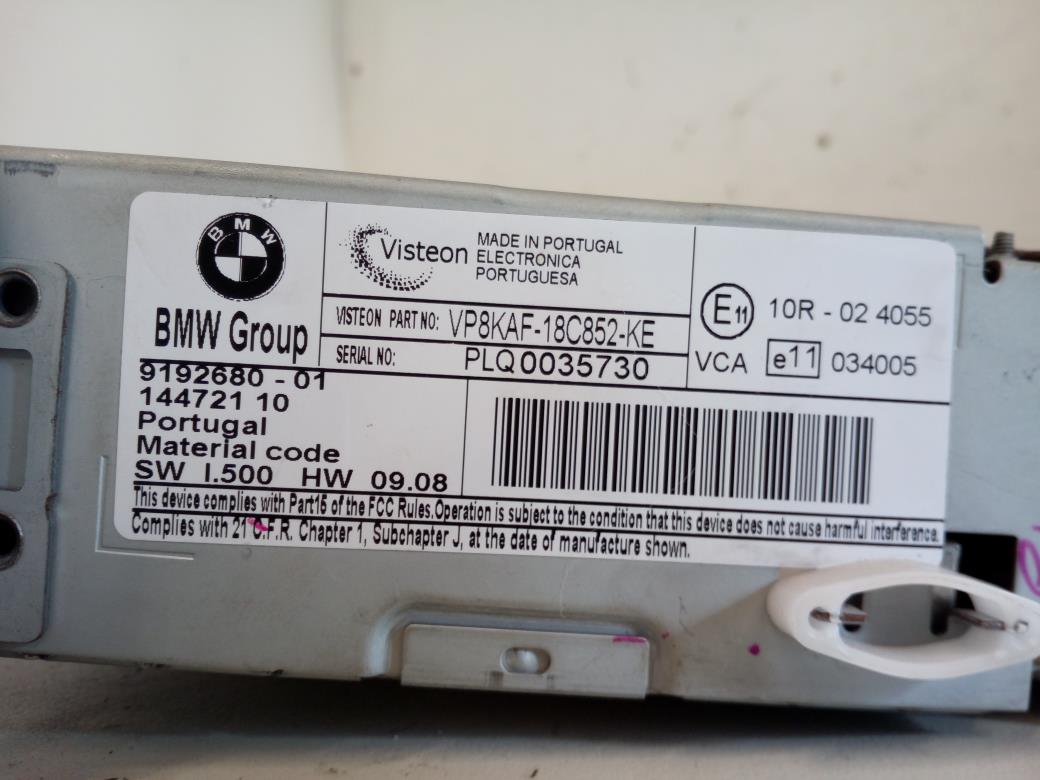 BMW
BMW Group
Visteon
MADE IN PORTUGAL
ELECTRONICA
PORTUGUESA
VISTEON PART NO: VP8KAF-18C852-KE
SERIAL NO: PLQ0035730
E11 10R - 02 4055
VCA e11 034005
9192680 - 01
144721 10
Portugal
Material code
SW I.500 HW 09.08
This device complies with Part15 of the FCC Rules.Operation is subject to the condition that this device does not cause harmful interference.
Complies with 21 C.F.R. Chapter 1, Subchapter J, at the date of manufacture shown.